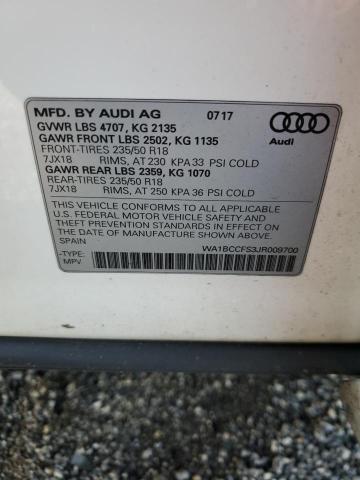 MFD. BY AUDI AG 07 17
GVWR LBS 4707, KG 2135
GAWR FRONT LBS 2502, KG 1135
FRONT-TIRES 235/50 R18
7JX18 RIMS, AT 230 KPA 33 PSI COLD
GAWR REAR LBS 2359, KG 1070
REAR-TIRES 235/50 R18
7JX18 RIMS, AT 250 KPA 36 PSI COLD
Audi
THIS VEHICLE CONFORMS TO ALL APPLICABLE
U.S. FEDERAL MOTOR VEHICLE SAFETY, BUMPER, AND
THEFT PREVENTION STANDARDS IN EFFECT ON THE
DATE OF MANUFACTURE SHOWN ABOVE.
SPAIN WA1BCCFS3JR009700
-TYPE:
MPV